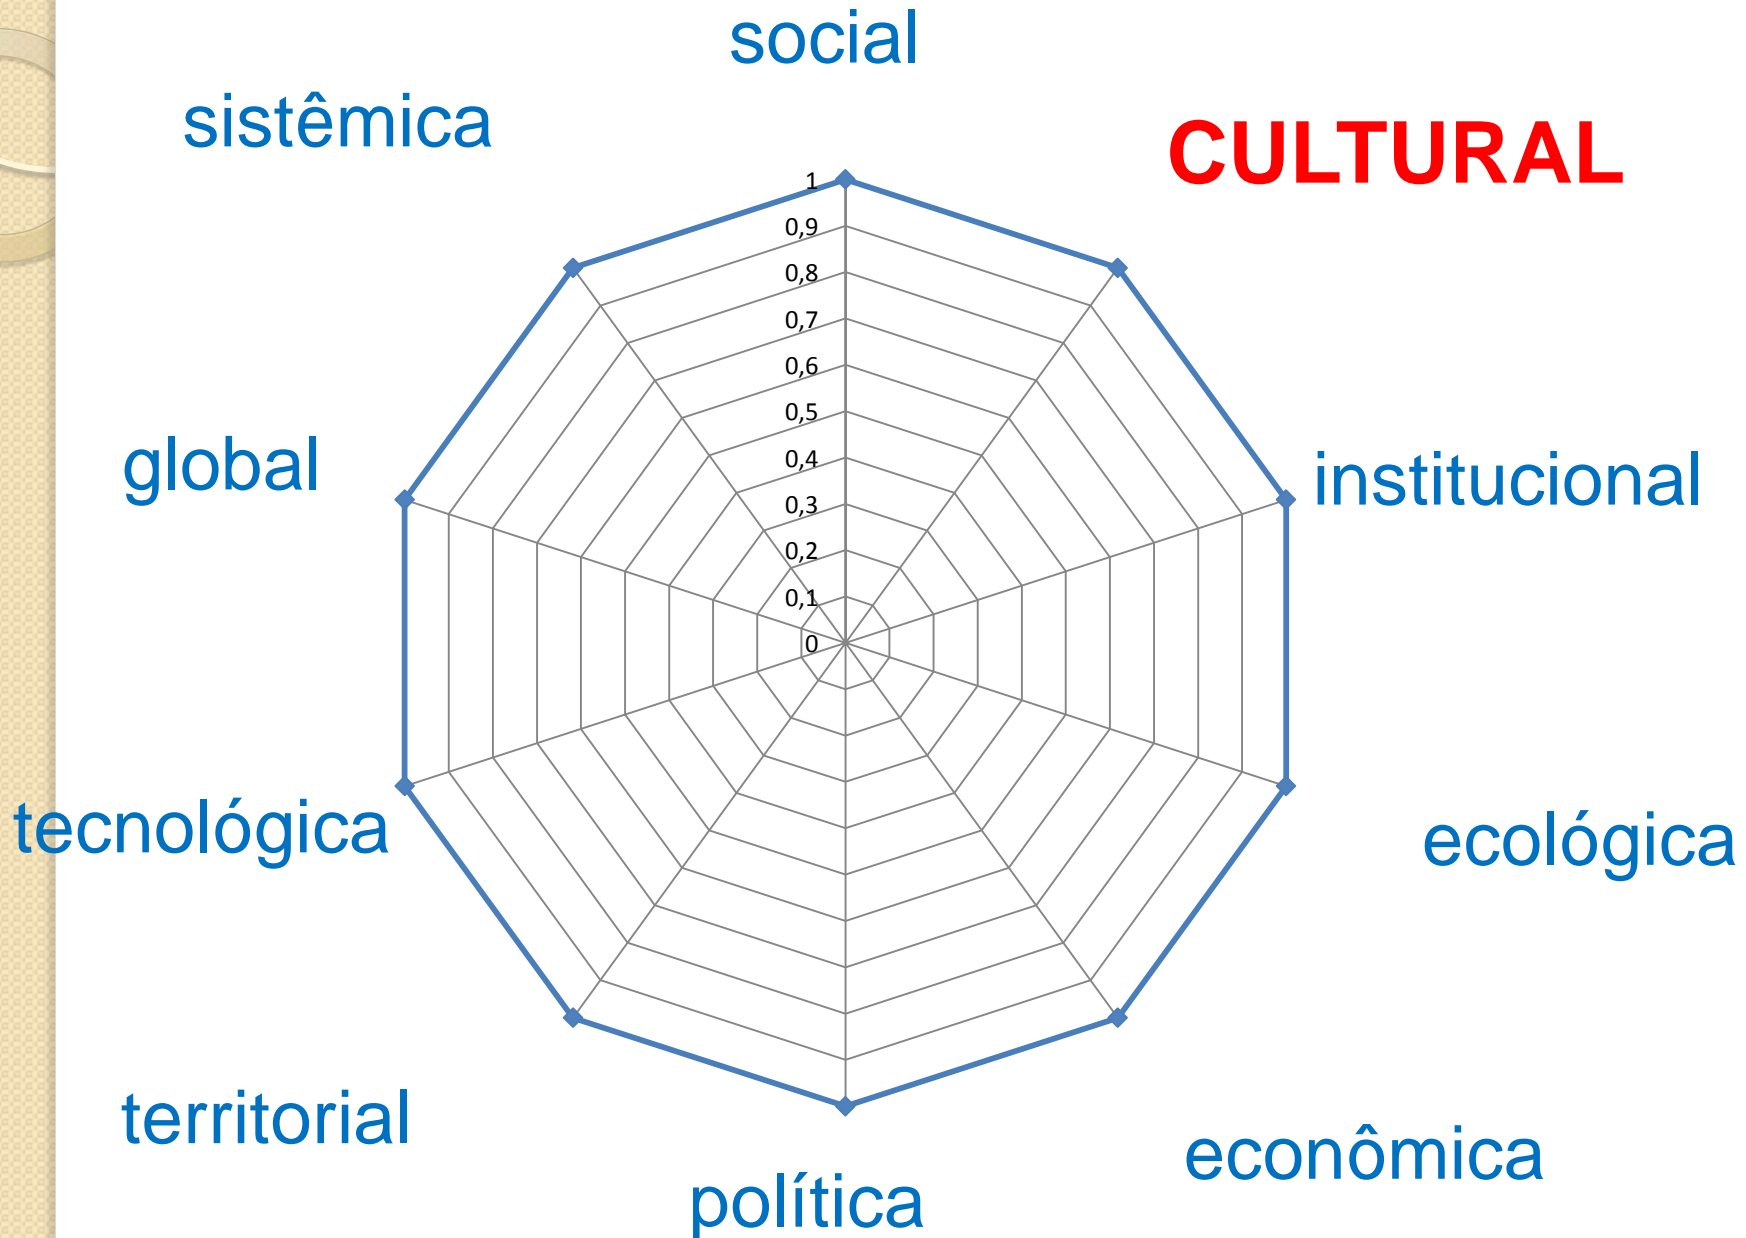 social
sistêmica
CULTURAL
1
0,9
0,8
0,7
0,6
0,5
0,4
0,3
0,2
0,1
0
global
institucional
tecnológica
ecológica
territorial
econômica
política